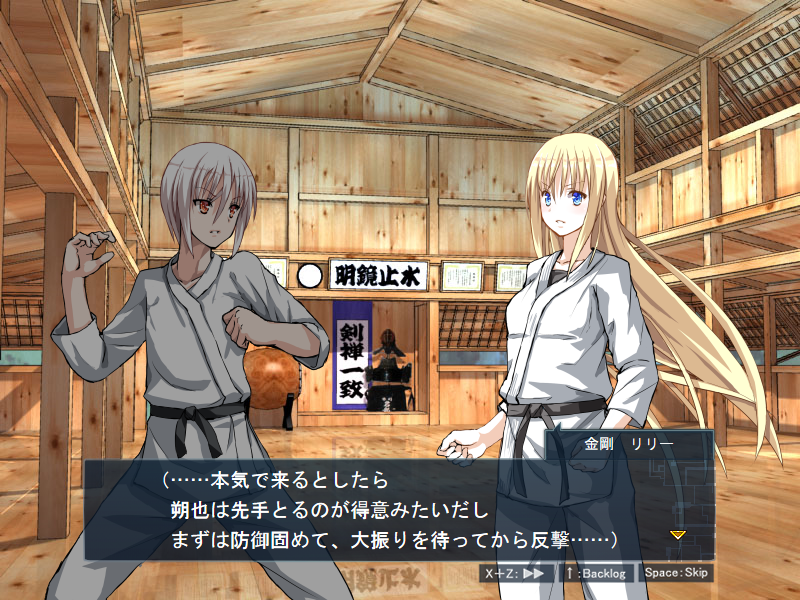 明鏡止水
剣禅一致
金剛　リリー
(……本気で来るとしたら
朔也は先手とるのが得意みたいだし
まずは防御固めて、大振りを待ってから反撃……)
X+Z:▶▶
↑:Backlog
Space:Skip